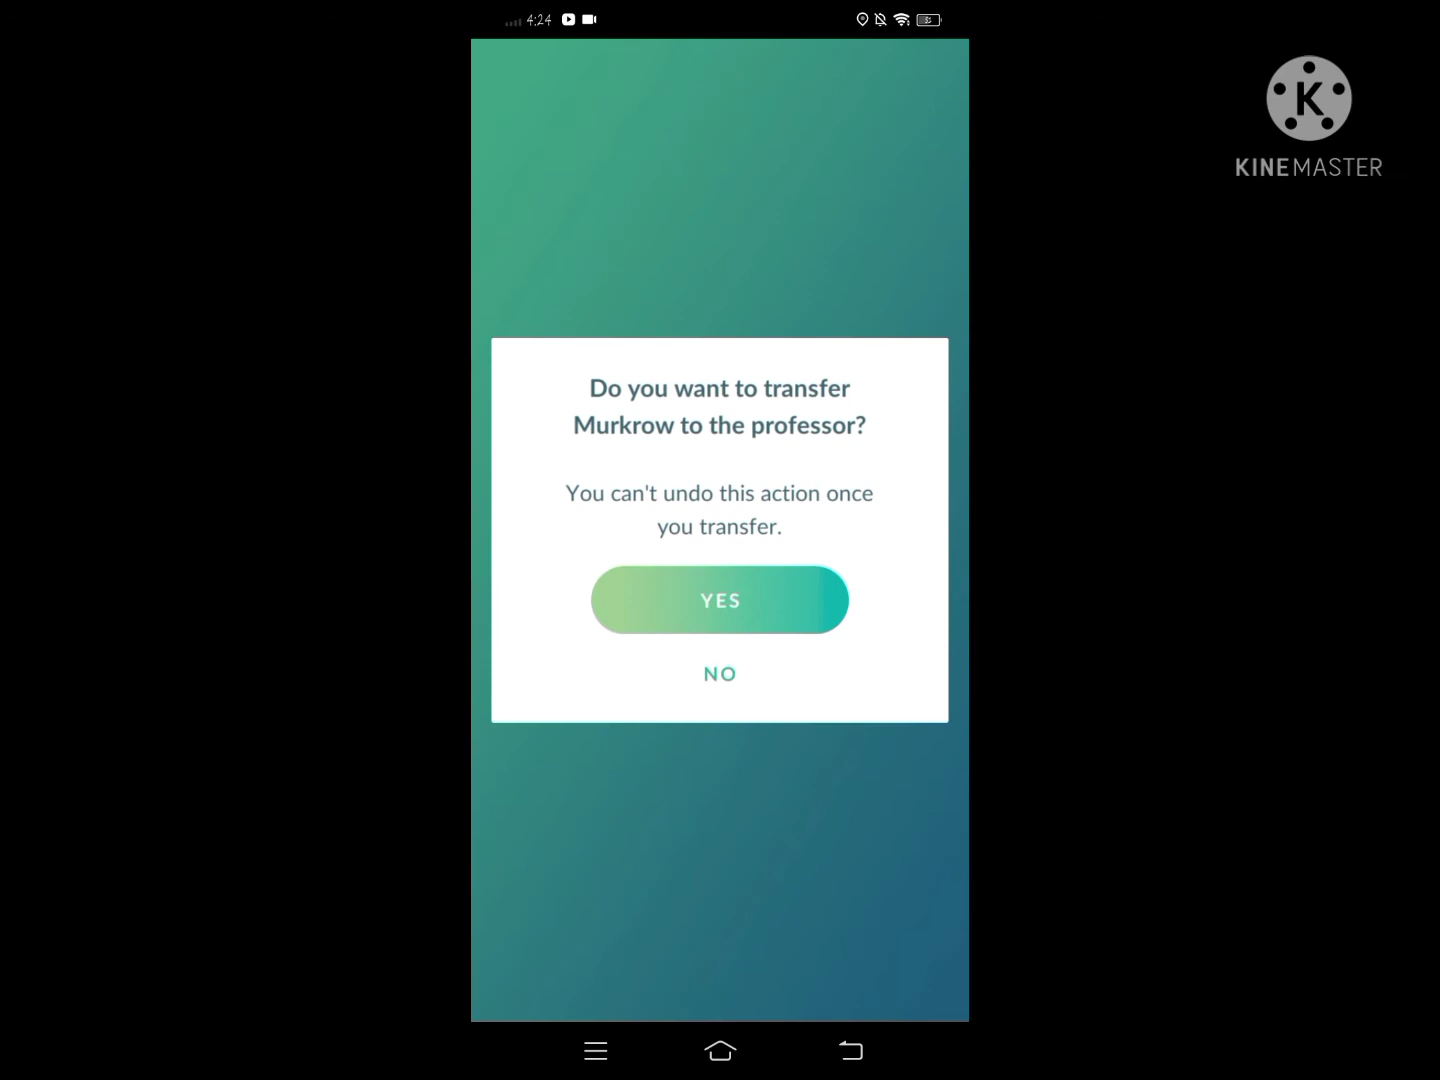 4:24
KINEMASTER
Do you want to transfer
Murkrow to the professor?
You can't undo this action once
you transfer.
YES
NO